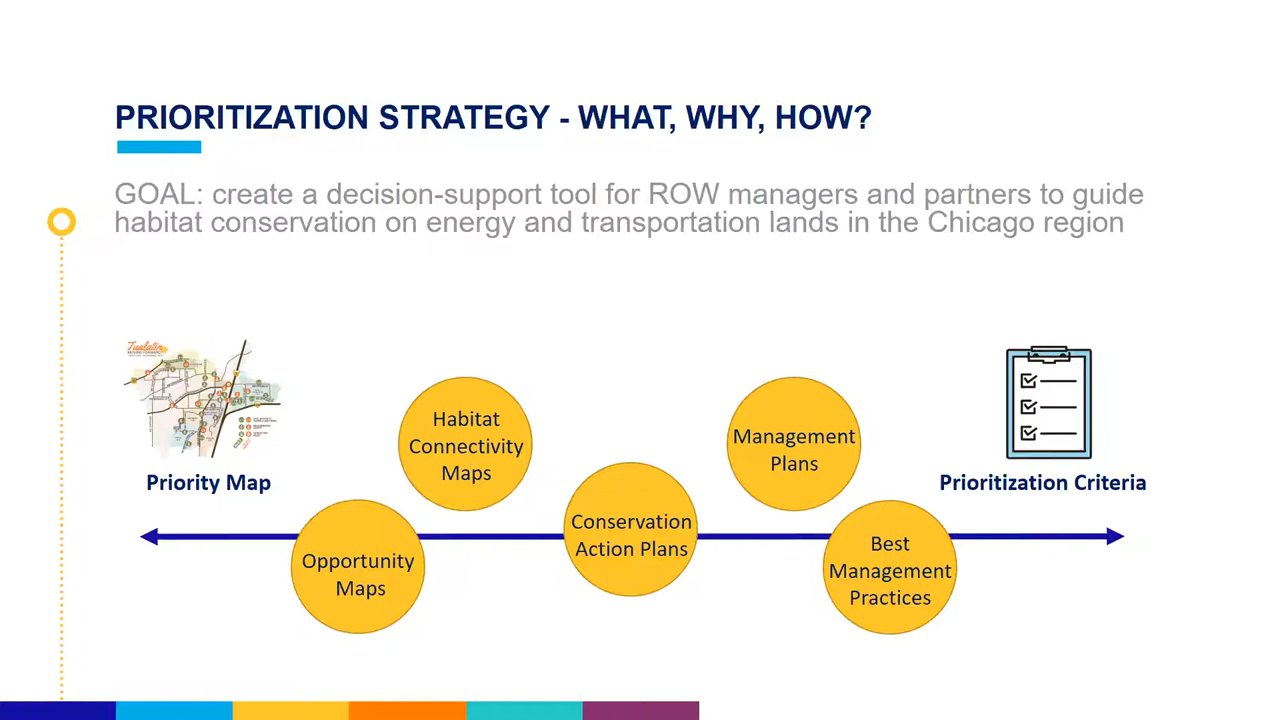 PRIORITIZATION STRATEGY - WHAT, WHY, HOW?
GOAL: create a decision-support tool for ROW managers and partners to guide
habitat conservation on energy and transportation lands in the Chicago region
Tualatin
Priority Map
Opportunity
Maps
Habitat
Connectivity
Maps
Conservation
Action Plans
Management
Plans
Best
Management
Practices
Prioritization Criteria